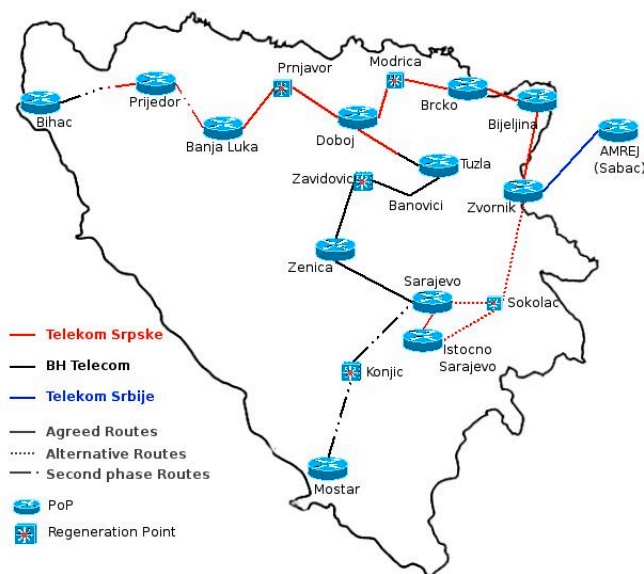 Prnjavor
Modrica
Bihac
Prijedor
Banja Luka
Doboj
Brcko
Bijeljina
AMREJ
(Sabac)
Tuzla
Zavidovic
Banovici
Zvornik
Zenica
Sarajevo
Sokolac
Istocno
Sarajevo
Konjic
Mostar
Telekom Srpske
BH Telecom
Telekom Srbije
Agreed Routes
Alternative Routes
Second phase Routes
PoP
Regeneration Point